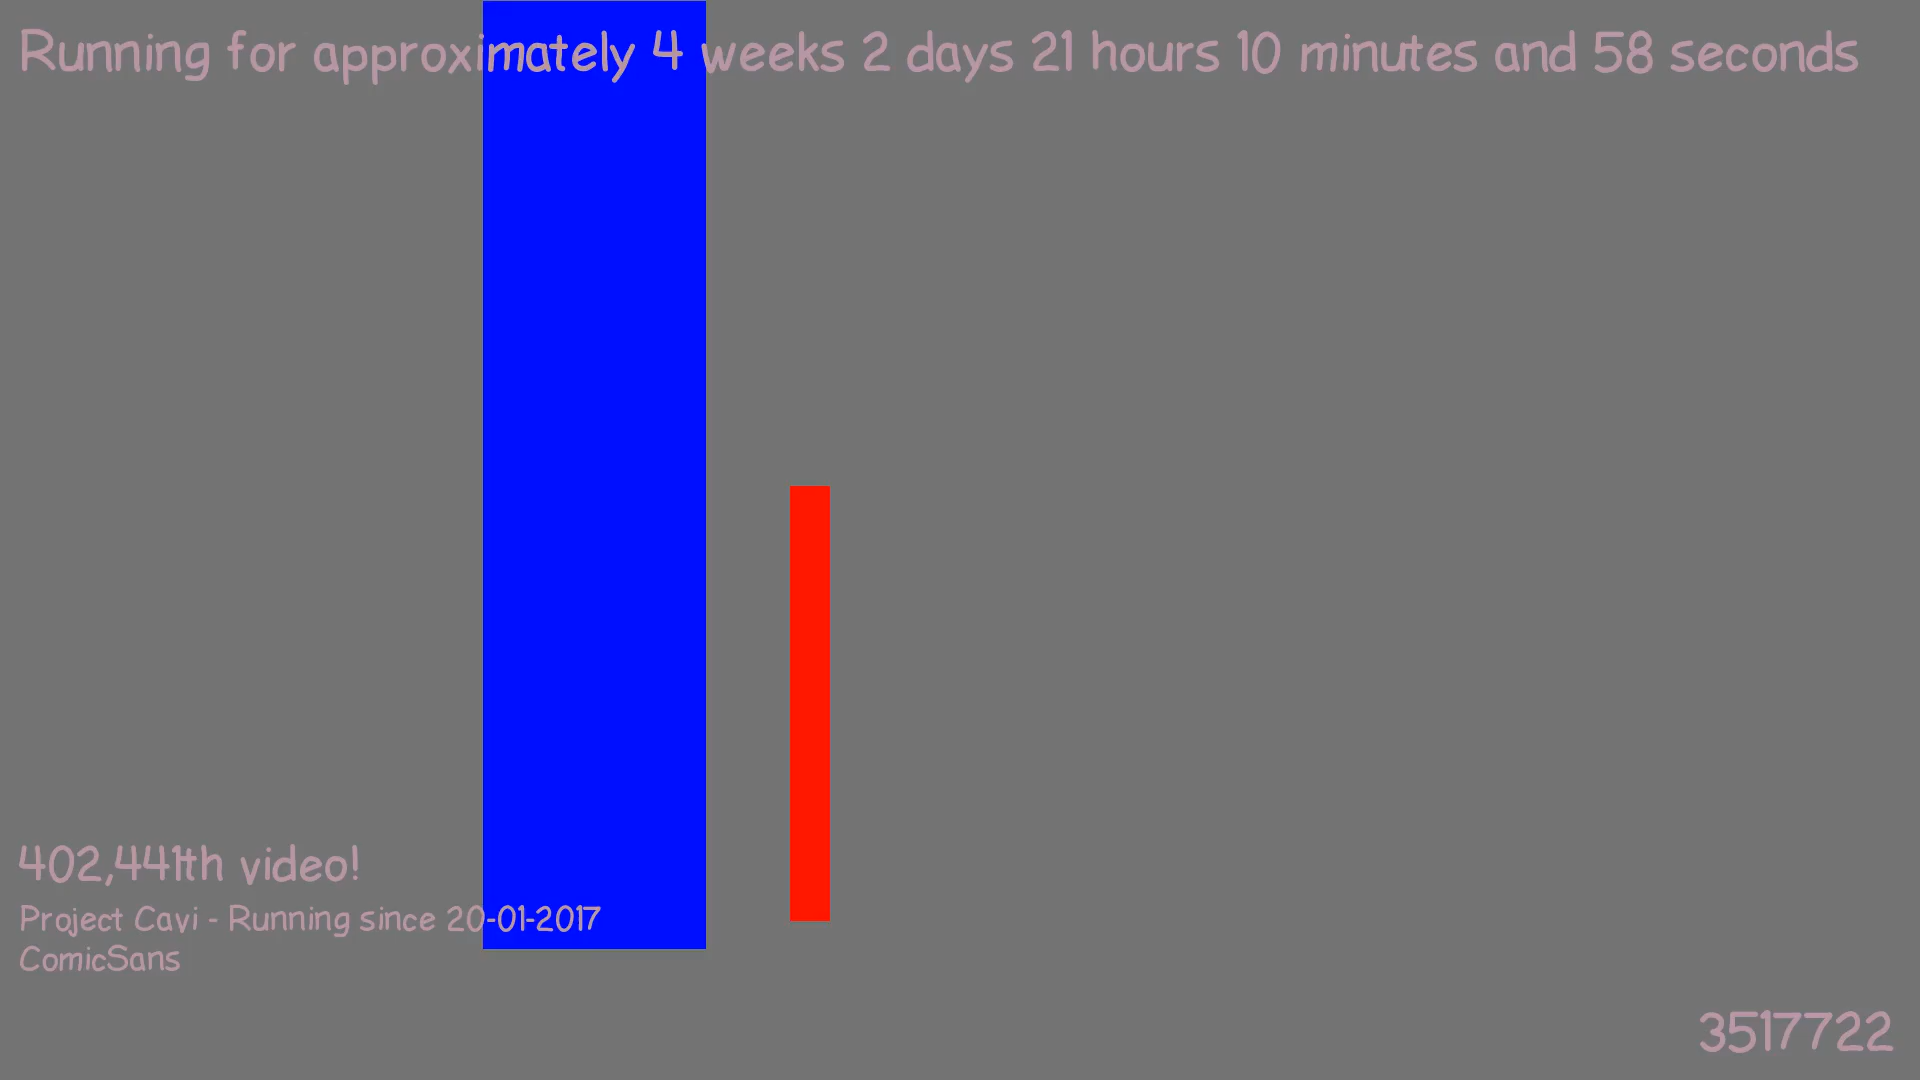 Running for approximately 4 weeks 2 days 21 hours 10 minutes and 58 seconds
402,441th video!
Project Cavi - Running since 20-01-2017
ComicSans
3517722